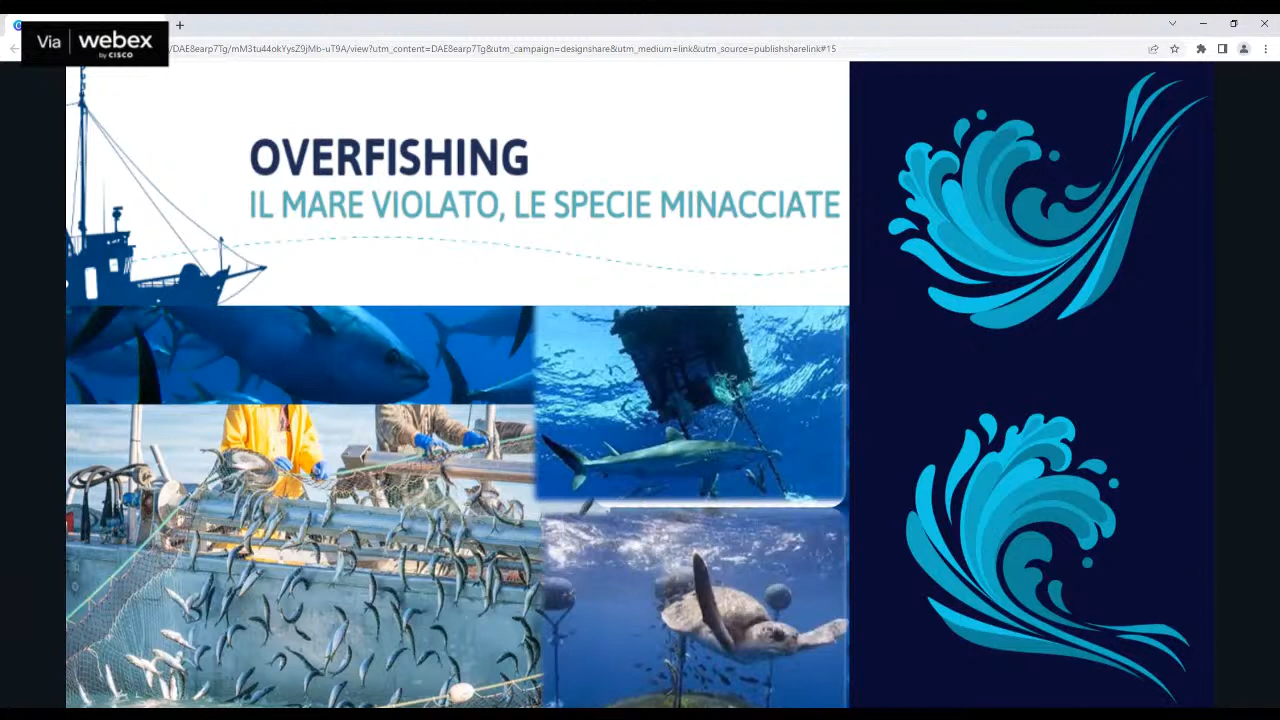 Via webex
by CISCO
/DAE8earp7Tg/mM3tu44okYysZ9jMb-uT9A/view?utm_content=DAE8earp7Tg&utm_campaign=designshare&utm_medium=link&utm_source=publishsharelink#15
OVERFISHING
IL MARE VIOLATO, LE SPECIE MINACCIATE